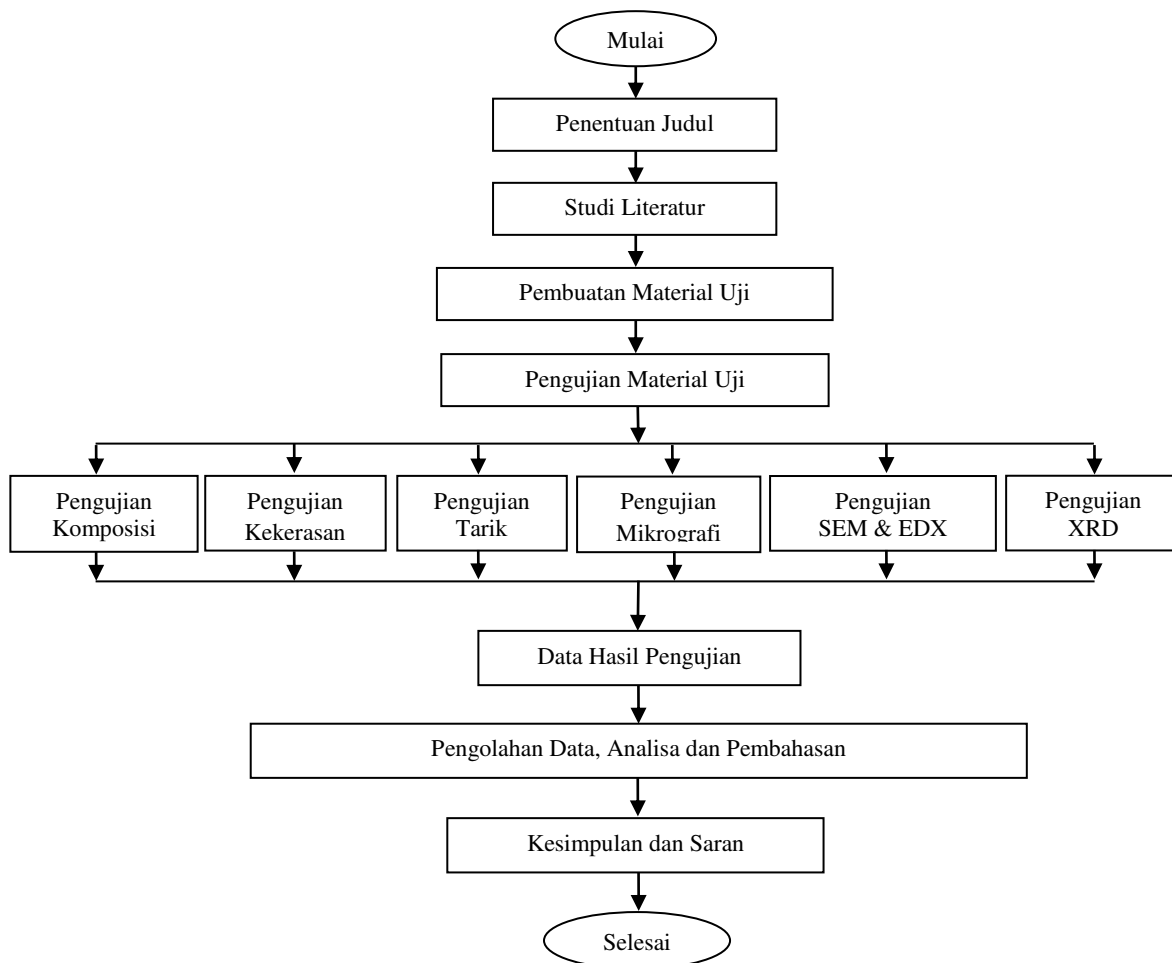 Mulai
Penentuan Judul
Studi Literatur
Pembuatan Material Uji
Pengujian Material Uji
Pengujian
Komposisi
Pengujian
Kekerasan
Pengujian
Tarik
Pengujian
Mikrografi
Pengujian
SEM & EDX
Pengujian
XRD
Data Hasil Pengujian
Pengolahan Data, Analisa dan Pembahasan
Kesimpulan dan Saran
Selesai